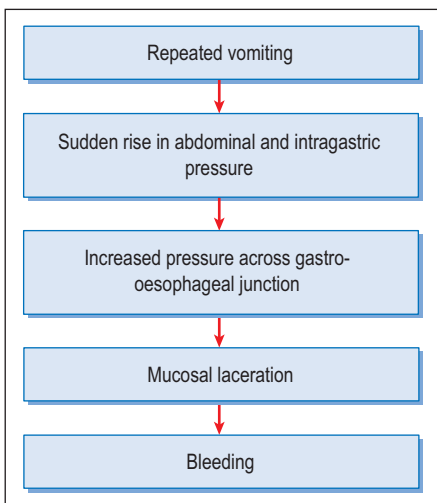 Repeated vomiting
Sudden rise in abdominal and intragastric
pressure
Increased pressure across gastro-
oesophageal junction
Mucosal laceration
Bleeding